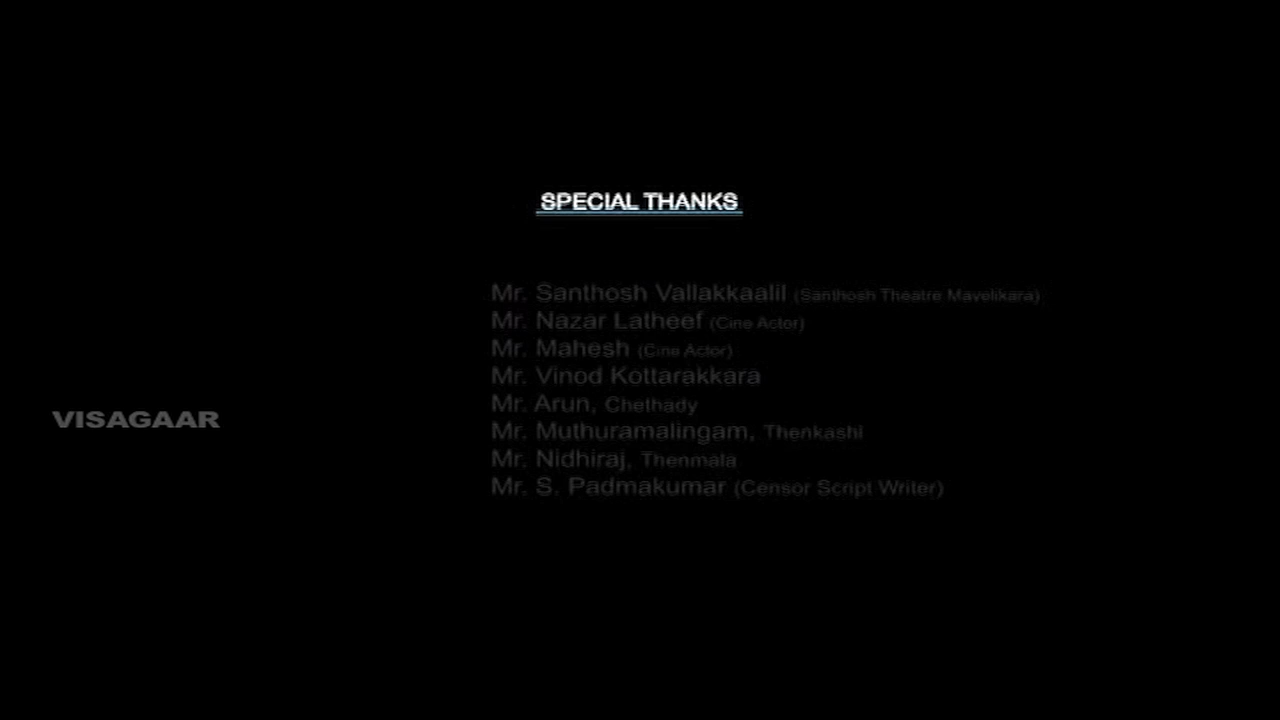 SPECIAL THANKS
Mr. Santhosh Vallakkaalil (Santhosh Theatre Mavelikara)
Mr. Nazar Latheef (Cine Actor)
Mr. Mahesh (Cine Actor)
Mr. Vinod Kottarakkara
Mr. Arun, Chethady
VISAGAAR
Mr. Muthuramalingam, Thenkashi
Mr. Nidhiraj, Thenmala
Mr. S. Padmakumar (Censor Script Writer)